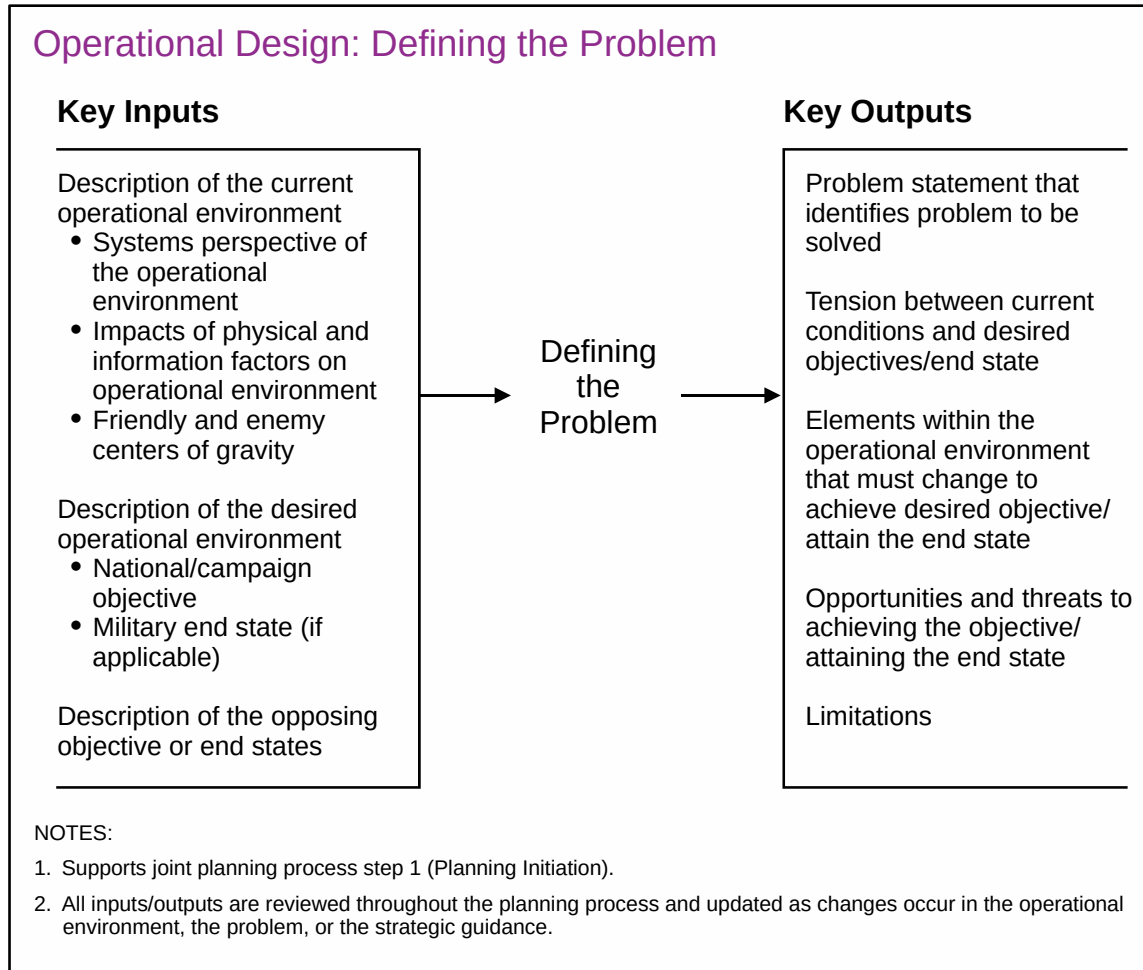 Operational Design: Defining the Problem
Key Inputs
Description of the current
operational environment
• Systems perspective of
the operational
environment
• Impacts of physical and
information factors on
operational environment
• Friendly and enemy
centers of gravity
Description of the desired
operational environment
• National/campaign
objective
• Military end state (if
applicable)
Description of the opposing
objective or end states
Defining
the
Problem
Key Outputs
Problem statement that
identifies problem to be
solved
Tension between current
conditions and desired
objectives/end state
Elements within the
operational environment
that must change to
achieve desired objective/
attain the end state
Opportunities and threats to
achieving the objective/
attaining the end state
Limitations
NOTES:
1. Supports joint planning process step 1 (Planning Initiation).
2. All inputs/outputs are reviewed throughout the planning process and updated as changes occur in the operational
environment, the problem, or the strategic guidance.